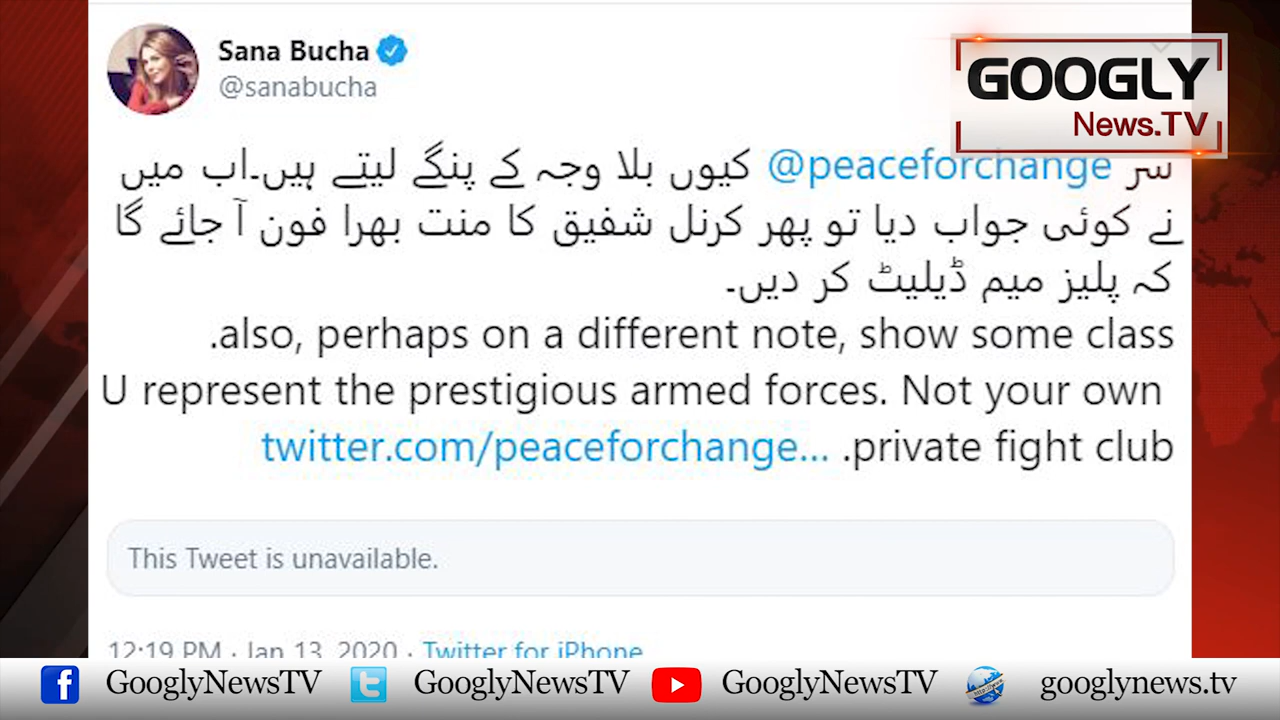 Sana Bucha
@sanabucha
GOOGLY
News.TV
سر @peaceforchange کیوں بلا وجہ کے پنگے لیتے ہیں۔اب میں
نے کوئی جواب دیا تو پھر کرنل شفیق کا منت بھرا فون آ جائے گا
کہ پلیز میم ڈیلیٹ کر دیں۔
also, perhaps on a different note, show some class.
U represent the prestigious armed forces. Not your own
private fight club. twitter.com/peaceforchange...
This Tweet is unavailable.
12:19 PM · Jan 13, 2020 · Twitter for iPhone
GooglyNewsTV GooglyNewsTV GooglyNewsTV googlynews.tv